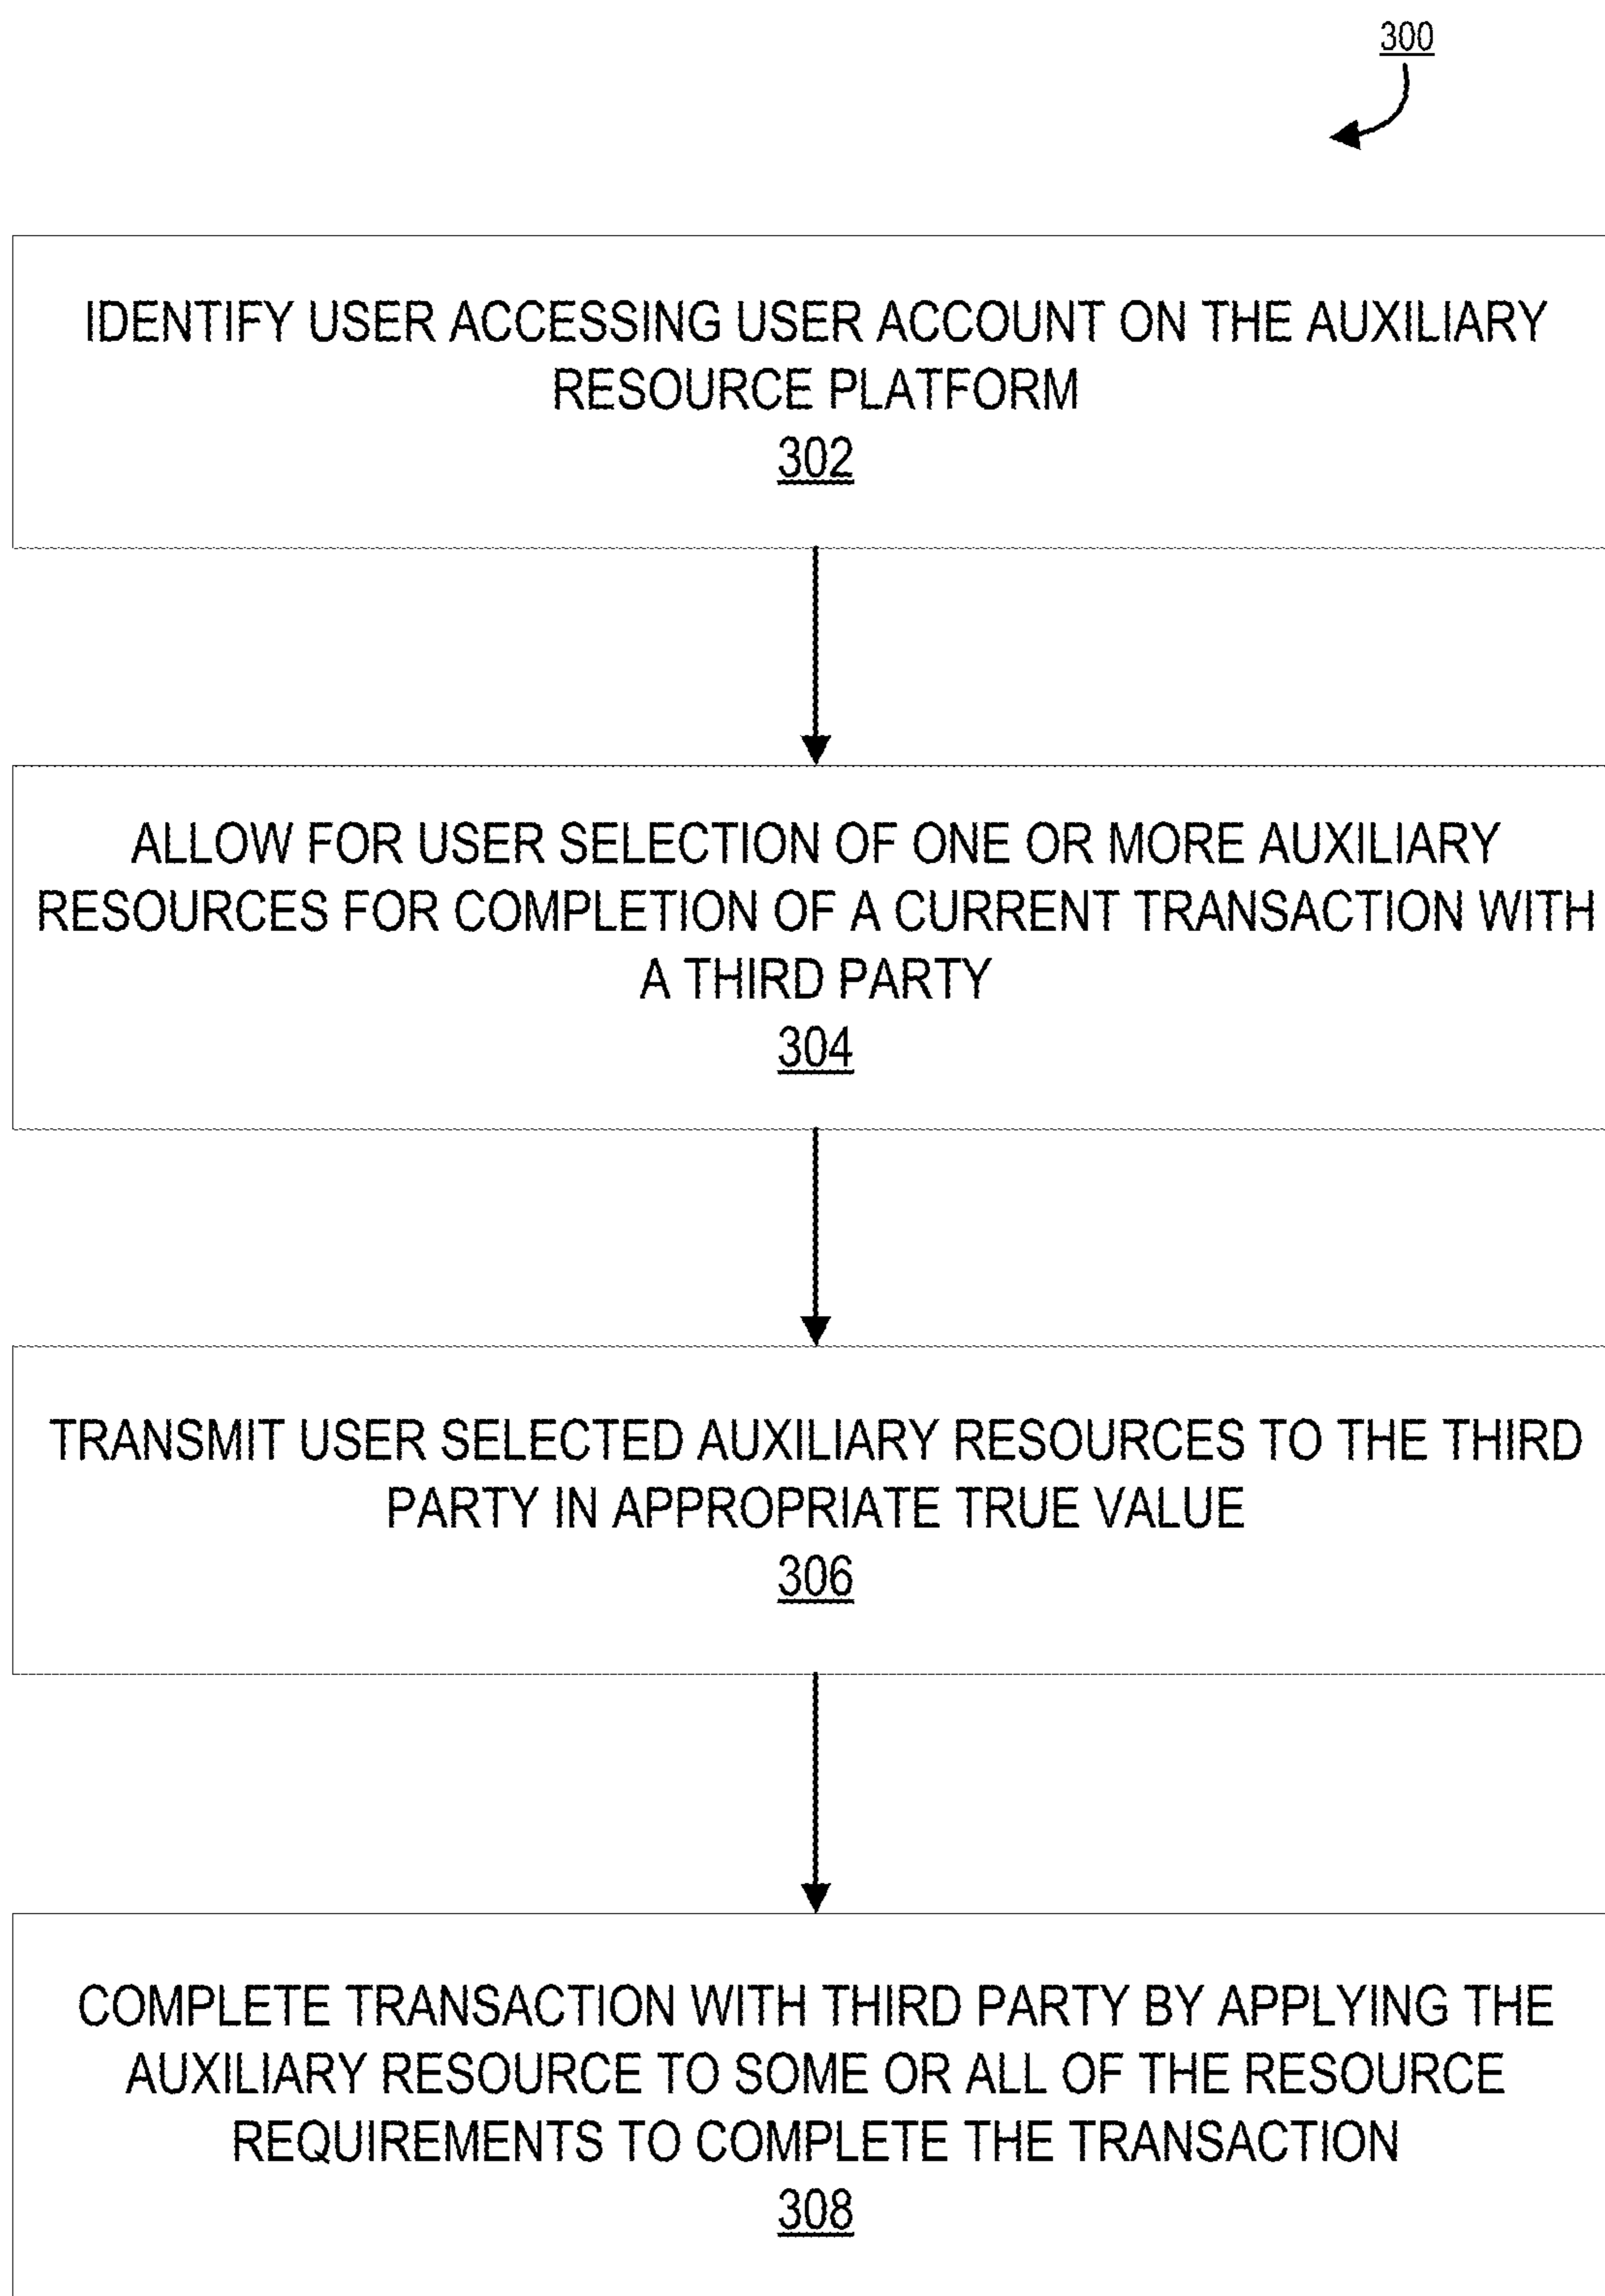 300
IDENTIFY USER ACCESSING USER ACCOUNT ON THE AUXILIARY
RESOURCE PLATFORM
302
ALLOW FOR USER SELECTION OF ONE OR MORE AUXILIARY
RESOURCES FOR COMPLETION OF A CURRENT TRANSACTION WITH
A THIRD PARTY
304
TRANSMIT USER SELECTED AUXILIARY RESOURCES TO THE THIRD
PARTY IN APPROPRIATE TRUE VALUE
306
COMPLETE TRANSACTION WITH THIRD PARTY BY APPLYING THE
AUXILIARY RESOURCE TO SOME OR ALL OF THE RESOURCE
REQUIREMENTS TO COMPLETE THE TRANSACTION
308